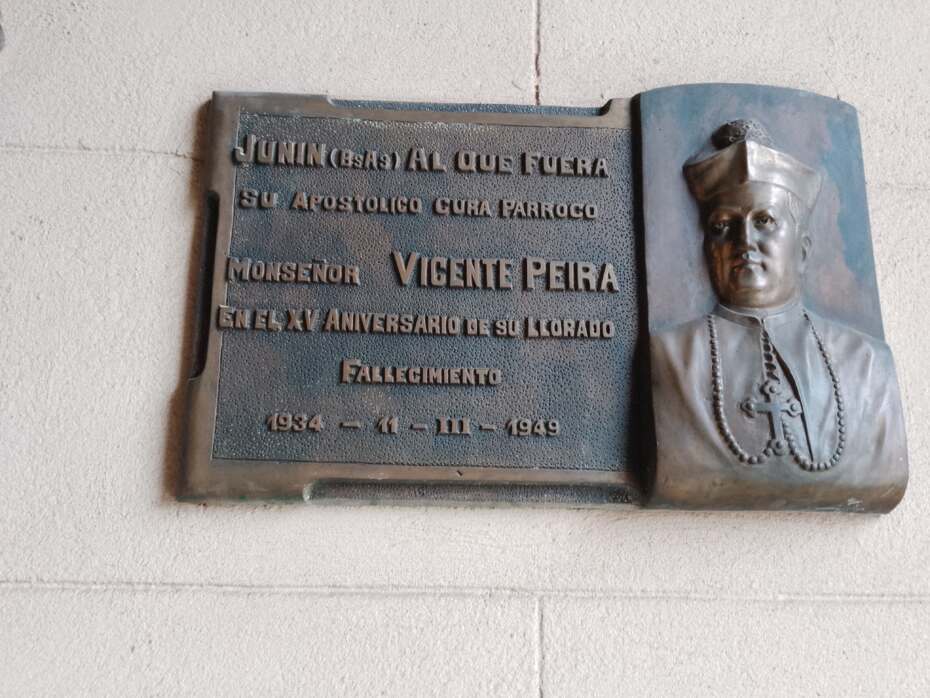 JUNIN (BSAS) AL QUE FUERA
SU APOSTOLICO CURA PARROCO
MONSEÑOR VICENTE PEIRA
EN EL XV ANIVERSARIO DE SU LLORADO
FALLECIMIENTO
1934 - 11 - III - 1949